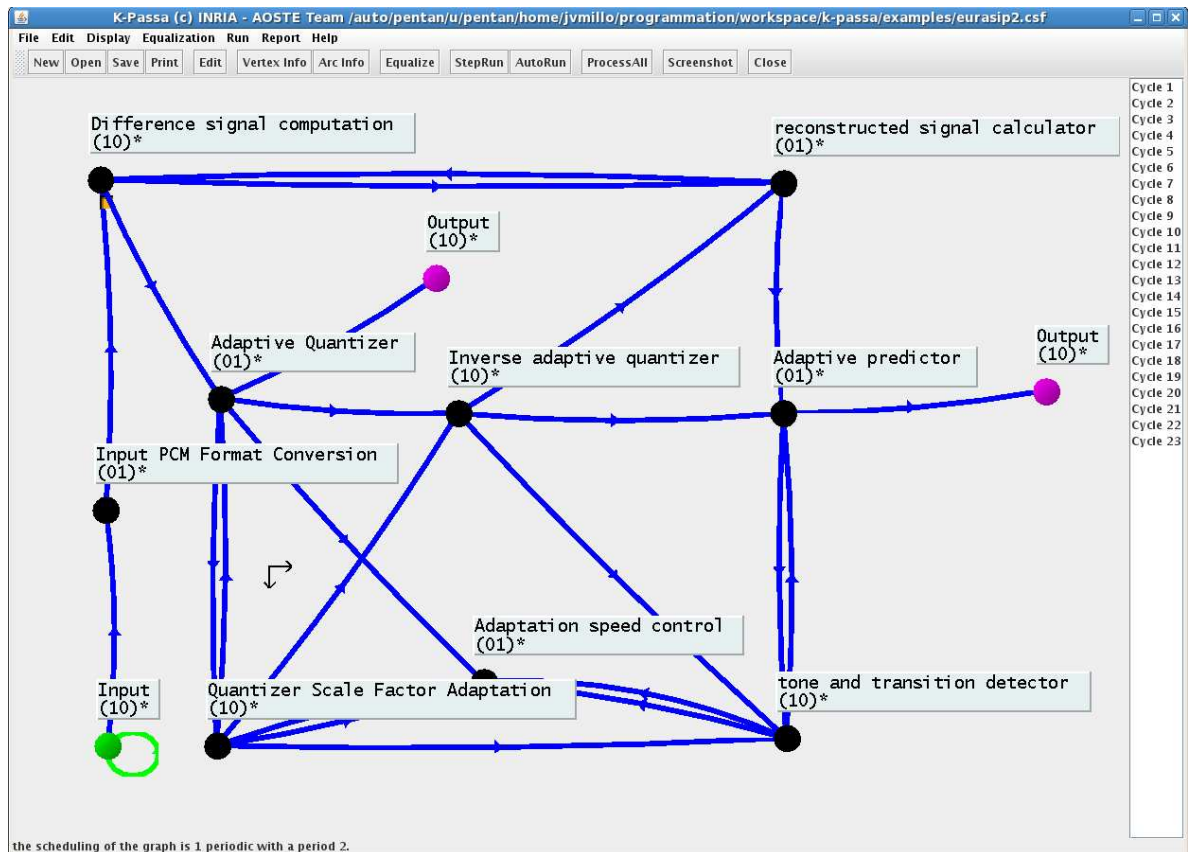 K-Passa (c) INRIA - AOSTE Team /auto/pentan/u/pentan/home/jvmillo/programmation/workspace/k-passa/examples/eurasip2.csf
File Edit Display Equalization Run Report Help
New Open Save Print Edit Vertex Info Arc Info Equalize StepRun AutoRun ProcessAll Screenshot Close
Difference signal computation
(10)*
reconstructed signal calculator
(01)*
Output
(10)*
Adaptive Quantizer
(01)*
Inverse adaptive quantizer
(10)*
Adaptive predictor
(01)*
Output
(10)*
Input PCM Format Conversion
(01)*
Adaptation speed control
(01)*
Input
(10)*
Quantizer Scale Factor Adaptation
(10)*
tone and transition detector
(10)*
Cycle 1
Cycle 2
Cycle 3
Cycle 4
Cycle 5
Cycle 6
Cycle 7
Cycle 8
Cycle 9
Cycle 10
Cycle 11
Cycle 12
Cycle 13
Cycle 14
Cycle 15
Cycle 16
Cycle 17
Cycle 18
Cycle 19
Cycle 20
Cycle 21
Cycle 22
Cycle 23
the scheduling of the graph is 1 periodic with a period 2.